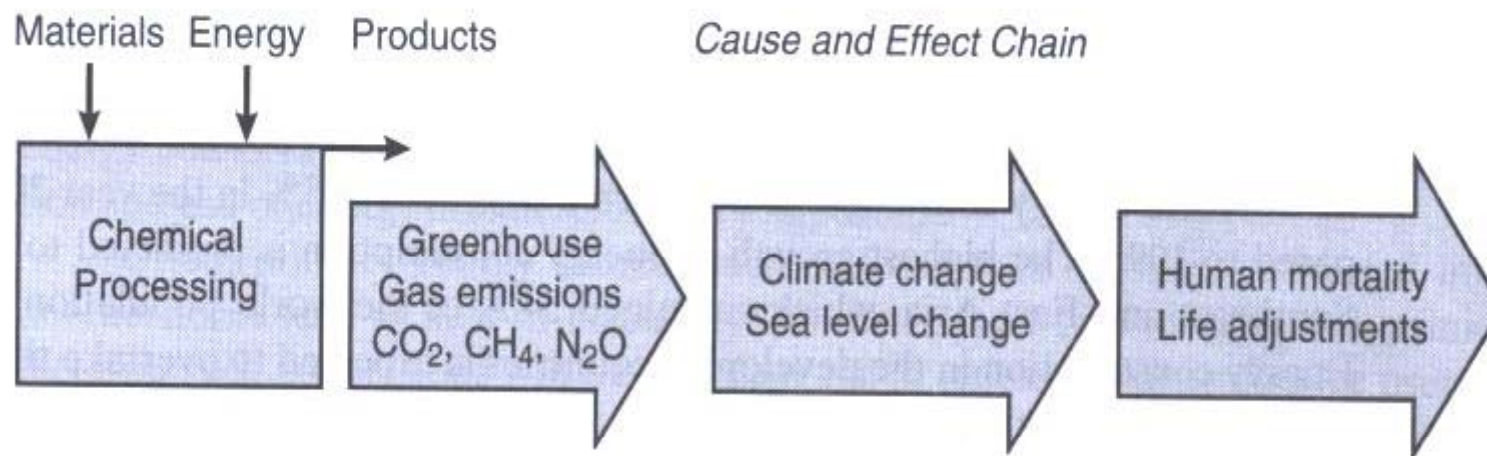 Materials Energy Products
Cause and Effect Chain
Chemical
Processing
Greenhouse
Gas emissions
CO₂, CH₄, N₂O
Climate change
Sea level change
Human mortality
Life adjustments